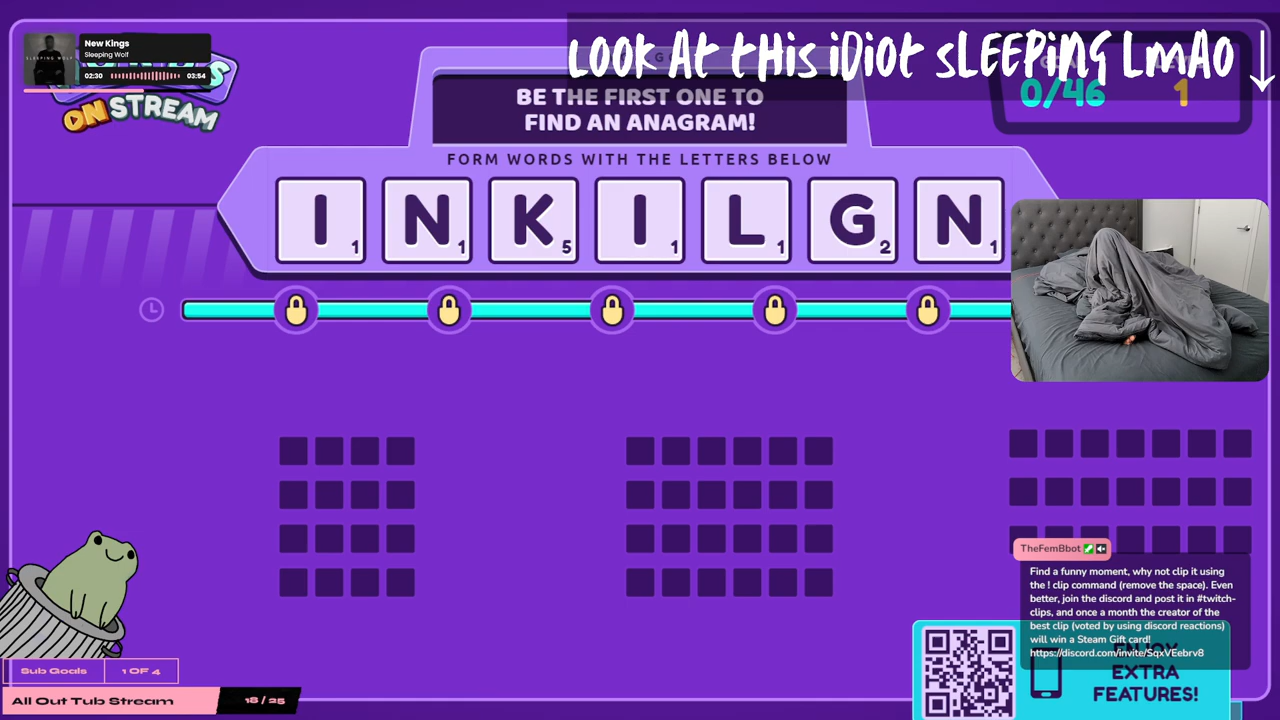 New Kings
Sleeping Wolf
SLEEPING WOLF
02:30
03:54
ON STREAM
LOOK At tHis iDiot sLEEPiNG LmAO
BE THE FIRST ONE TO
FIND AN ANAGRAM!
0/46
1
FORM WORDS WITH THE LETTERS BELOW
I N K I L G N
1 1 5 1 1 2 1
TheFemBbot
Find a funny moment, why not clip it using
the ! clip command (remove the space). Even
better, join the discord and post it in #twitch-
clips, and once a month the creator of the
best clip (voted by using discord reactions)
will win a Steam Gift card!
https://discord.com/invite/SqxVEebrv8
ENJOY
EXTRA
FEATURES!
Sub Goals
1 OF 4
All Out Tub Stream
18 / 25